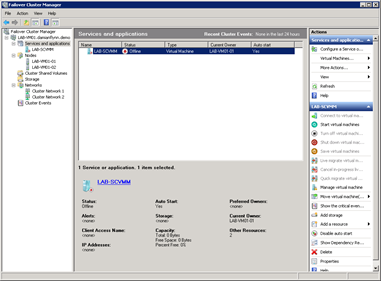 Failover Cluster Manager
File Action View Help
Failover Cluster Manager
Services and applications
LAB-SCVMM
Nodes
LAB-VM01-01
LAB-VM01-02
Cluster Shared Volumes
Storage
Networks
Cluster Network 1
Cluster Network 2
Cluster Events
Services and applications
Recent Cluster Events: None in the last 24 hours
Name Status Type Current Owner Auto start
LAB-SCVMM Offline Virtual Machine LAB-VM01-01 Yes
1 Service or application. 1 item selected.
LAB-SCVMM
Status: Auto Start: Preferred Owners:
Offline Yes <none>
Alerts: Storage: Current Owner:
<none> <none> LAB-VM01-01
Client Access Name: Capacity: Other Resources:
<none> Total: 0 Bytes 2
Free Space: 0 Bytes
IP Addresses: Percent Free: 0%
<none>
Actions
Services and applicatio...
Configure a Service o...
Virtual Machines...
More Actions...
View
Refresh
Help
LAB-SCVMM
Connect to virtual ma...
Start virtual machines
Turn off virtual machin...
Shut down virtual mac...
Save virtual machines
Live migrate virtual m...
Cancel in-progress liv...
Quick migrate virtual ...
Manage virtual machine
Move virtual machine(...
Show the critical even...
Add storage
Add a resource
Disable auto start
Show Dependency Re...
Delete
Properties
Help